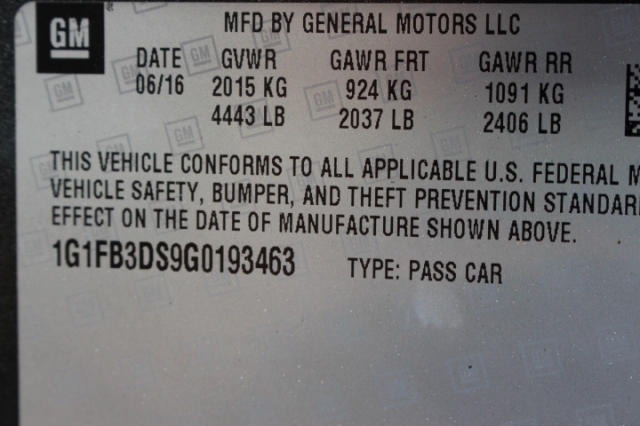 GM
MFD BY GENERAL MOTORS LLC
DATE GVWR GAWR FRT GAWR RR
06/16 2015 KG 924 KG 1091 KG
4443 LB 2037 LB 2406 LB
THIS VEHICLE CONFORMS TO ALL APPLICABLE U.S. FEDERAL M
VEHICLE SAFETY, BUMPER, AND THEFT PREVENTION STANDAR
EFFECT ON THE DATE OF MANUFACTURE SHOWN ABOVE.
1G1FB3DS9G0193463 TYPE: PASS CAR